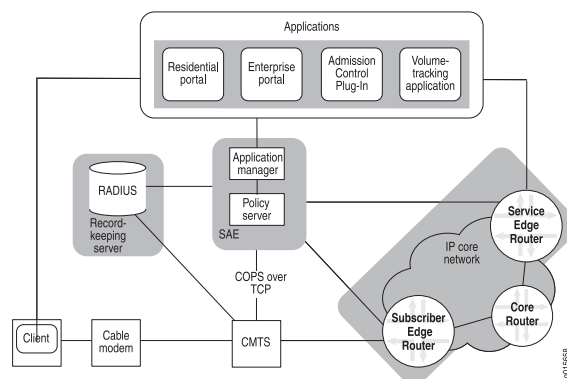 Applications
Residential
portal
Enterprise
portal
Admission
Control
Plug-In
Volume-
tracking
application
Application
manager
Policy
server
SAE
RADIUS
Record-
keeping
server
COPS over
TCP
IP core
network
Service
Edge
Router
Core
Router
Subscriber
Edge
Router
Client
Cable
modem
CMTS
g015658